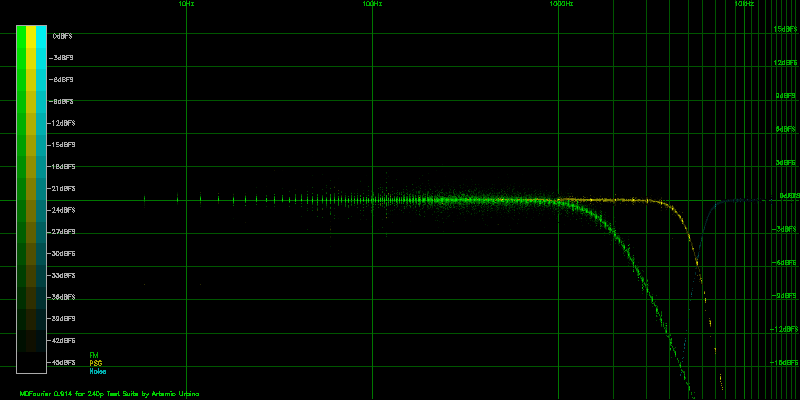 10Hz 100Hz 1000Hz 10kHz
0dBFS
-3dBFS
-6dBFS
-9dBFS
-12dBFS
-15dBFS
-18dBFS
-21dBFS
-24dBFS
-27dBFS
-30dBFS
-33dBFS
-36dBFS
-39dBFS
-42dBFS
-45dBFS
15dBFS
12dBFS
9dBFS
6dBFS
3dBFS
0dBFS
-3dBFS
-6dBFS
-9dBFS
-12dBFS
-15dBFS
FM
PSG
Noise
MDFourier 0.914 for 240p Test Suite by Artemio Urbina